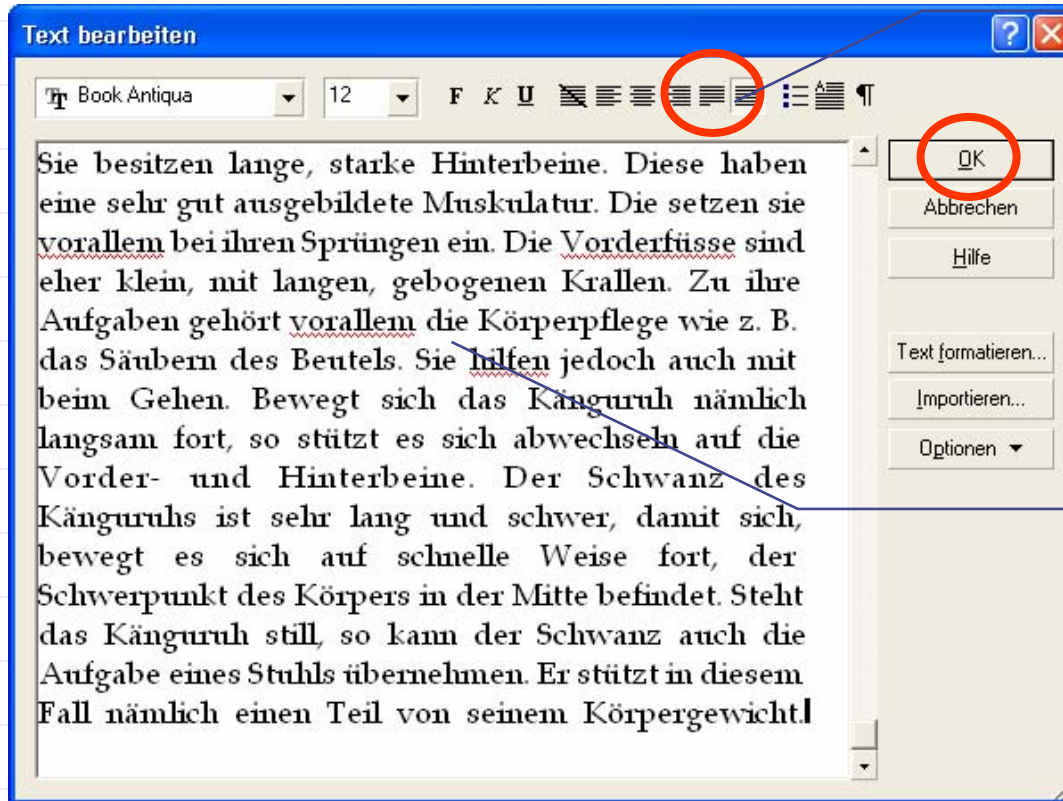 Text bearbeiten
Book Antiqua
12
F K U
Sie besitzen lange, starke Hinterbeine. Diese haben
eine sehr gut ausgebildete Muskulatur. Die setzen sie
vorallem bei ihren Sprüngen ein. Die Vorderfüsse sind
eher klein, mit langen, gebogenen Krallen. Zu ihre
Aufgaben gehört vorallem die Körperpflege wie z. B.
das Säubern des Beutels. Sie hilfen jedoch auch mit
beim Gehen. Bewegt sich das Känguruh nämlich
langsam fort, so stützt es sich abwechseln auf die
Vorder- und Hinterbeine. Der Schwanz des
Känguruhs ist sehr lang und schwer, damit sich,
bewegt es sich auf schnelle Weise fort, der
Schwerpunkt des Körpers in der Mitte befindet. Steht
das Känguruh still, so kann der Schwanz auch die
Aufgabe eines Stuhls übernehmen. Er stützt in diesem
Fall nämlich einen Teil von seinem Körpergewicht.
OK
Abbrechen
Hilfe
Text formatieren...
Importieren...
Optionen